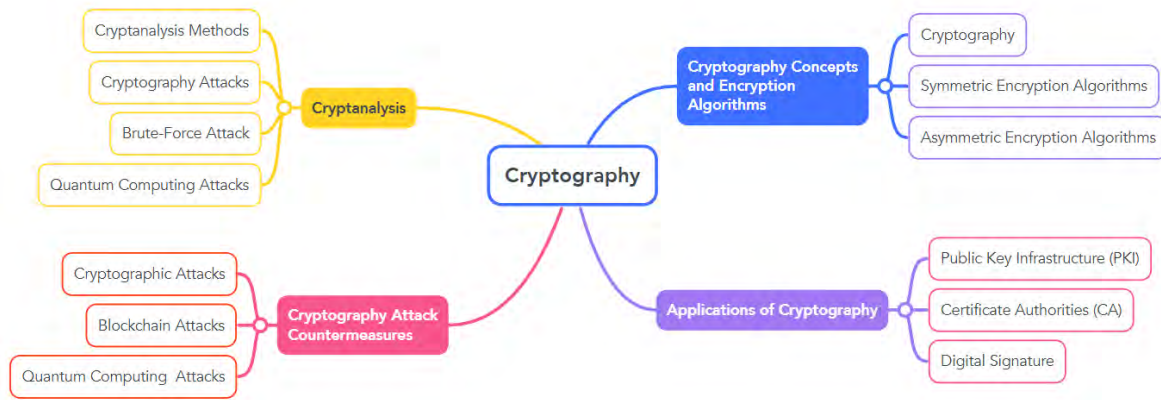 Cryptanalysis Methods
Cryptography Attacks
Brute-Force Attack
Quantum Computing Attacks
Cryptanalysis
Cryptography Concepts
and Encryption
Algorithms
Cryptography
Symmetric Encryption Algorithms
Asymmetric Encryption Algorithms
Cryptography
Cryptographic Attacks
Blockchain Attacks
Quantum Computing Attacks
Cryptography Attack
Countermeasures
Applications of Cryptography
Public Key Infrastructure (PKI)
Certificate Authorities (CA)
Digital Signature